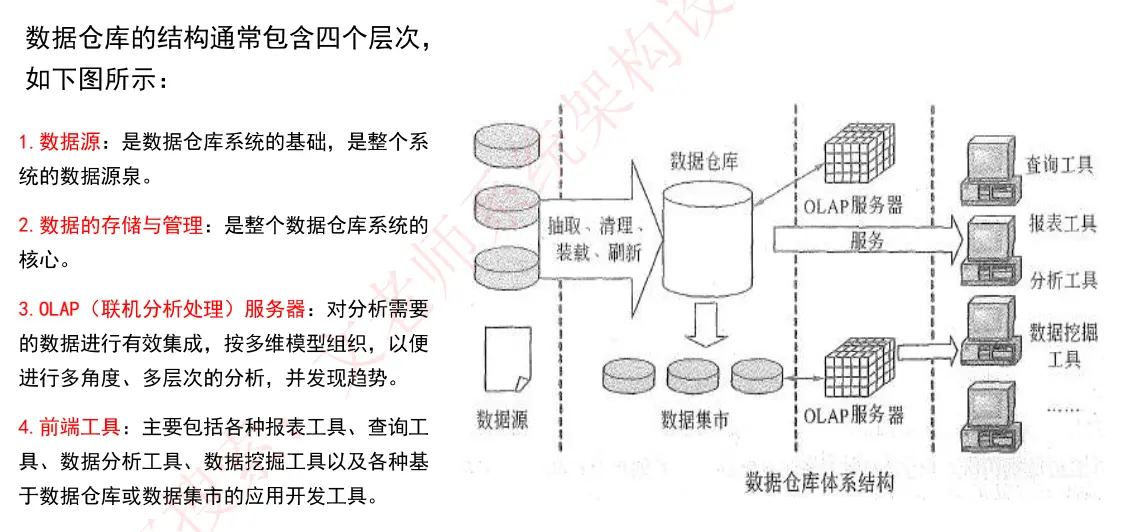 数据仓库的结构通常包含四个层次，
如下图所示：
1.数据源：是数据仓库系统的基础，是整个系
统的数据源泉。
2.数据的存储与管理：是整个数据仓库系统的
核心。
3.OLAP（联机分析处理）服务器：对分析需要
的数据进行有效集成，按多维模型组织，以便
进行多角度、多层次的分析，并发现趋势。
4.前端工具：主要包括各种报表工具、查询工
具、数据分析工具、数据挖掘工具以及各种基
于数据仓库或数据集市的应用开发工具。
数据源
抽取、清理、
装载、刷新
数据仓库
数据集市
OLAP服务器
服务
OLAP服务器
查询工具
报表工具
分析工具
数据挖掘
工具
……
数据仓库体系结构
文老师系统架构设
搜索